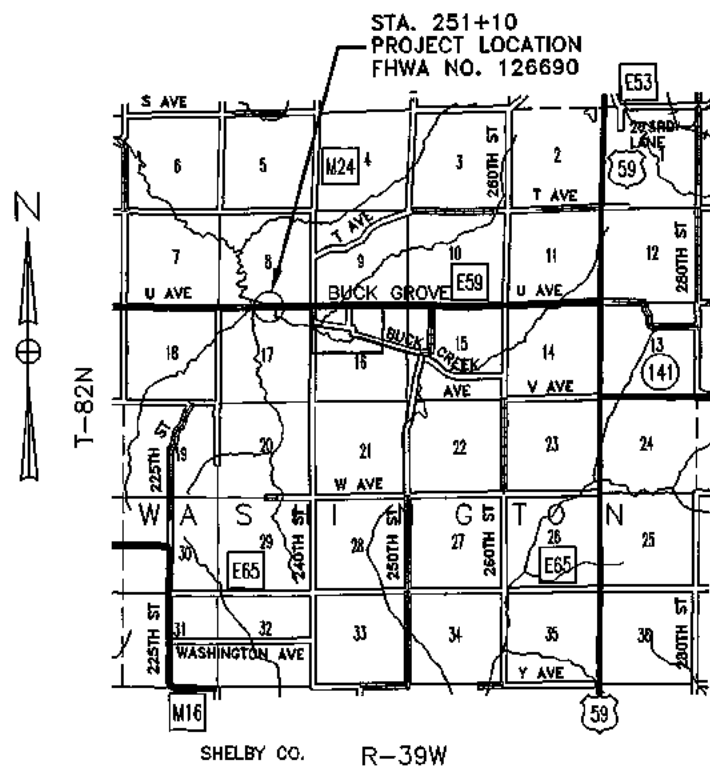 STA. 251+10
PROJECT LOCATION
FHWA NO. 126690
E53
S AVE
LANE
59
6
5
M24
4
3
260TH ST
2
T AVE
N
T AVE
7
8
9
10
11
12
280TH ST
E59
U AVE
BUCK GROVE
U AVE
18
17
16
BUCK CREEK
AVE
15
14
13
141
V AVE
T-82N
225TH ST
19
20
21
22
23
24
W AVE
WASHINGTON
30
29
240TH ST
28
250TH ST
27
260TH ST
26
25
E65
E65
225TH ST
31
32
33
34
35
36
280TH ST
WASHINGTON AVE
Y AVE
M16
59
SHELBY CO.
R-39W